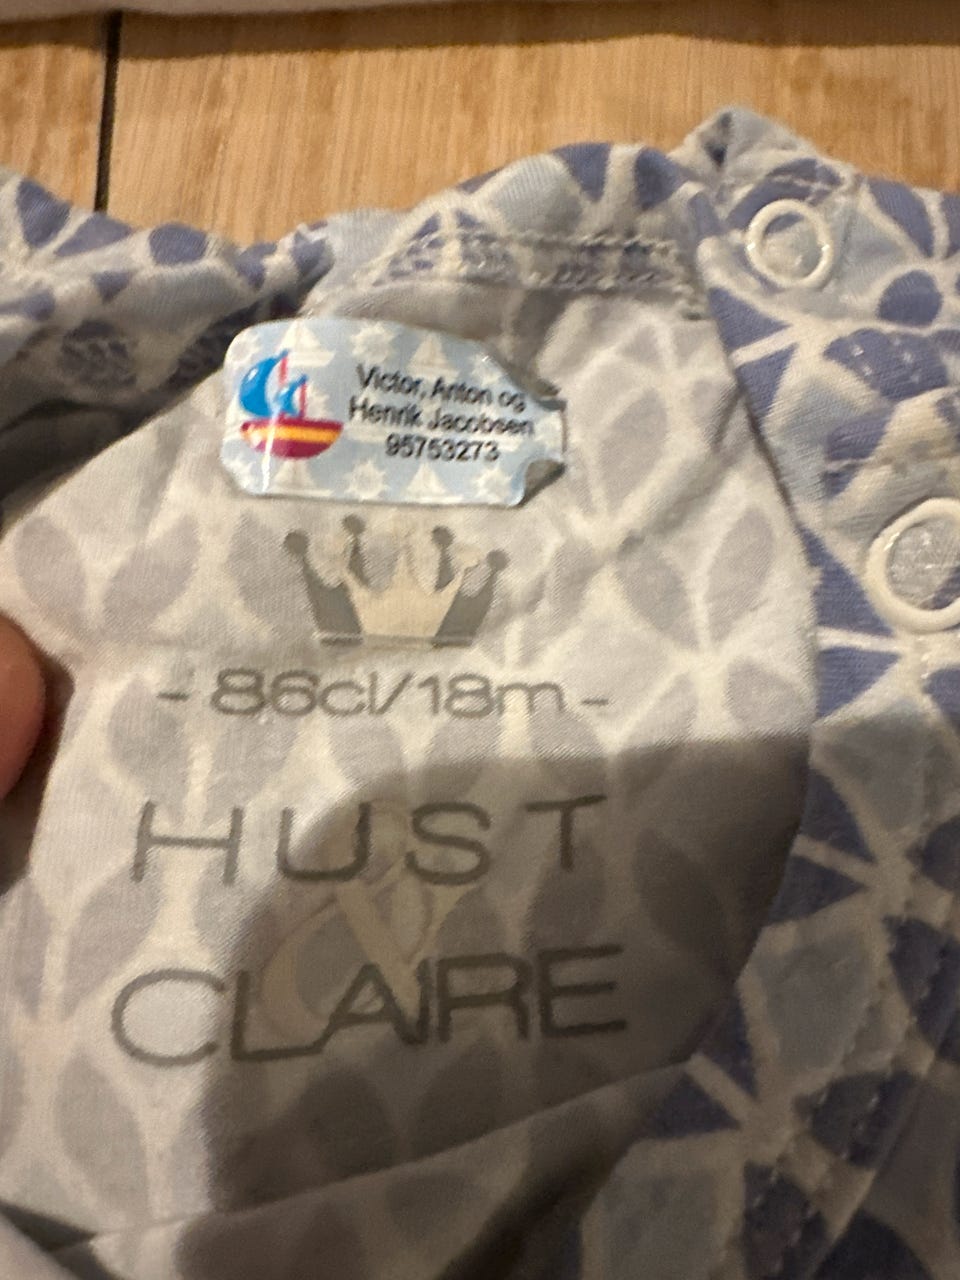 Victor, Anton og
Henrik Jacobsen
95753273
- 86cl/18m -
HUST
&
CLAIRE